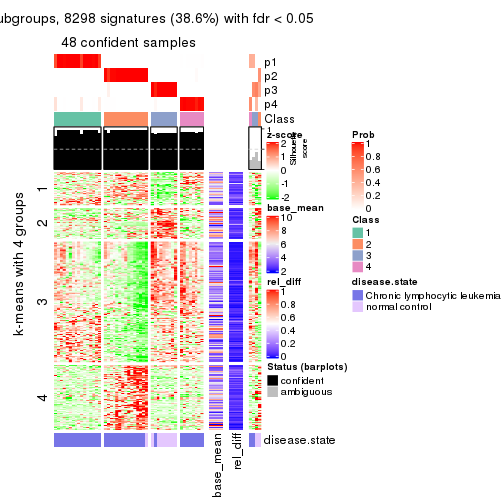 ubgroups, 8298 signatures (38.6%) with fdr < 0.05
48 confident samples
p1
p2
p3
p4
Class
1
Silhouette
score
k-means with 4 groups
1
2
3
4
base_mean
rel_diff
disease.state
z-score
2
1
0
-1
-2
base_mean
10
8
6
4
2
rel_diff
1
0.8
0.6
0.4
0.2
0
Status (barplots)
confident
ambiguous
Prob
1
0.8
0.6
0.4
0.2
0
Class
1
2
3
4
disease.state
Chronic lymphocytic leukemia
normal control